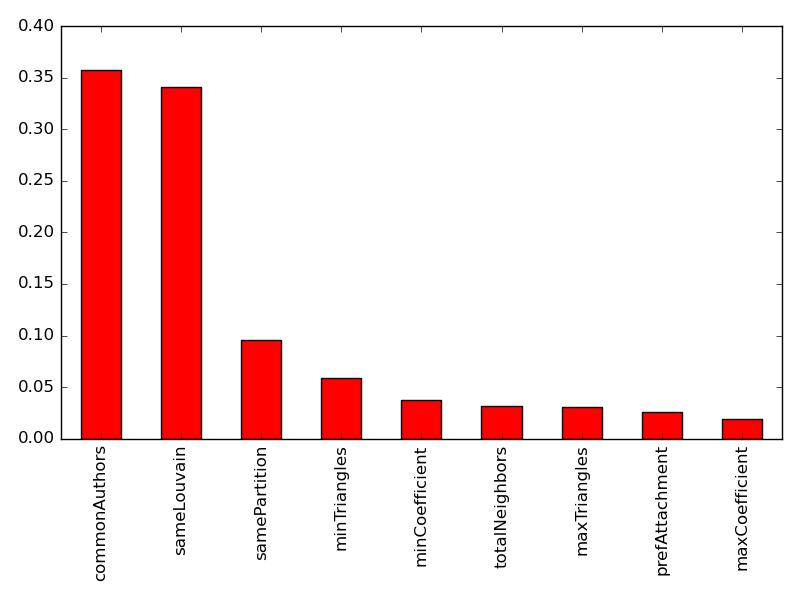 0.40
0.35
0.30
0.25
0.20
0.15
0.10
0.05
0.00
commonAuthors
sameLouvain
samePartition
minTriangles
minCoefficient
totalNeighbors
maxTriangles
prefAttachment
maxCoefficient